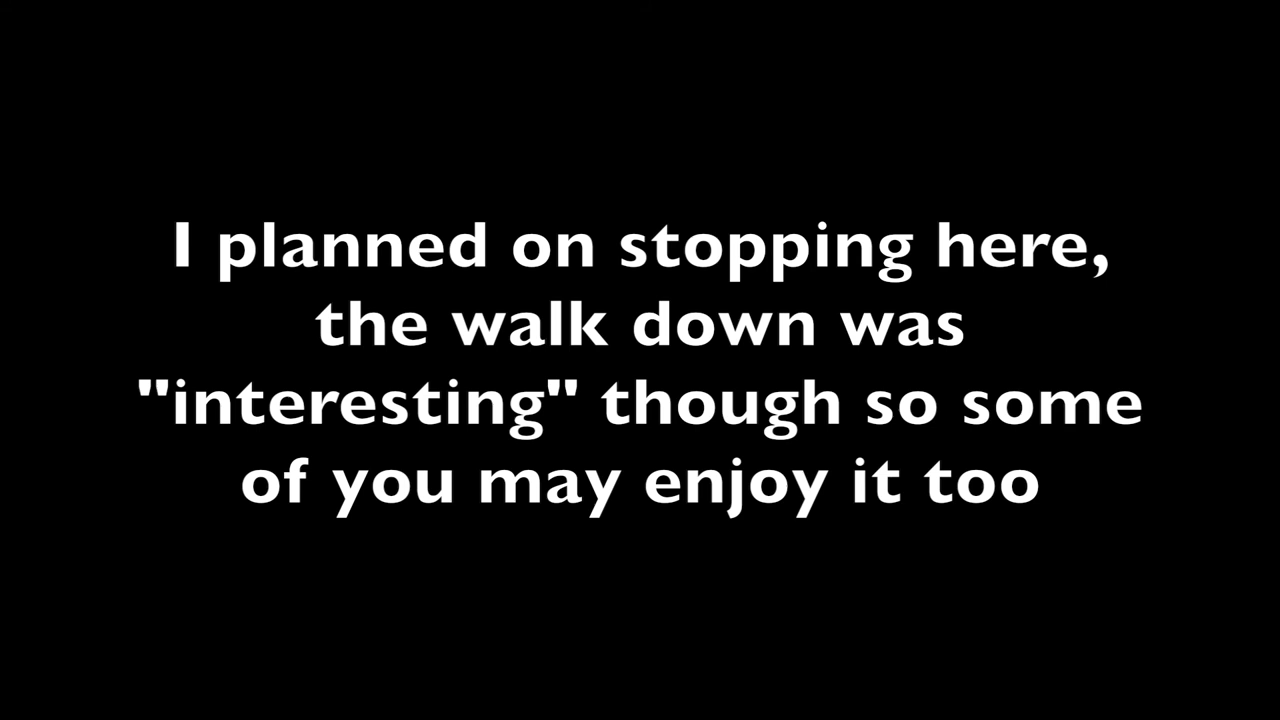 I planned on stopping here,
the walk down was
"interesting" though so some
of you may enjoy it too